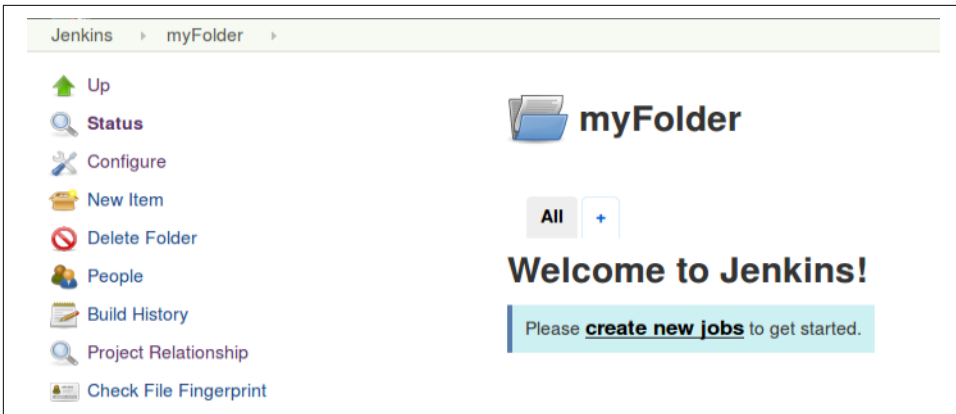 Jenkins myFolder
Up
Status
Configure
New Item
Delete Folder
People
Build History
Project Relationship
Check File Fingerprint
myFolder
All +
Welcome to Jenkins!
Please create new jobs to get started.